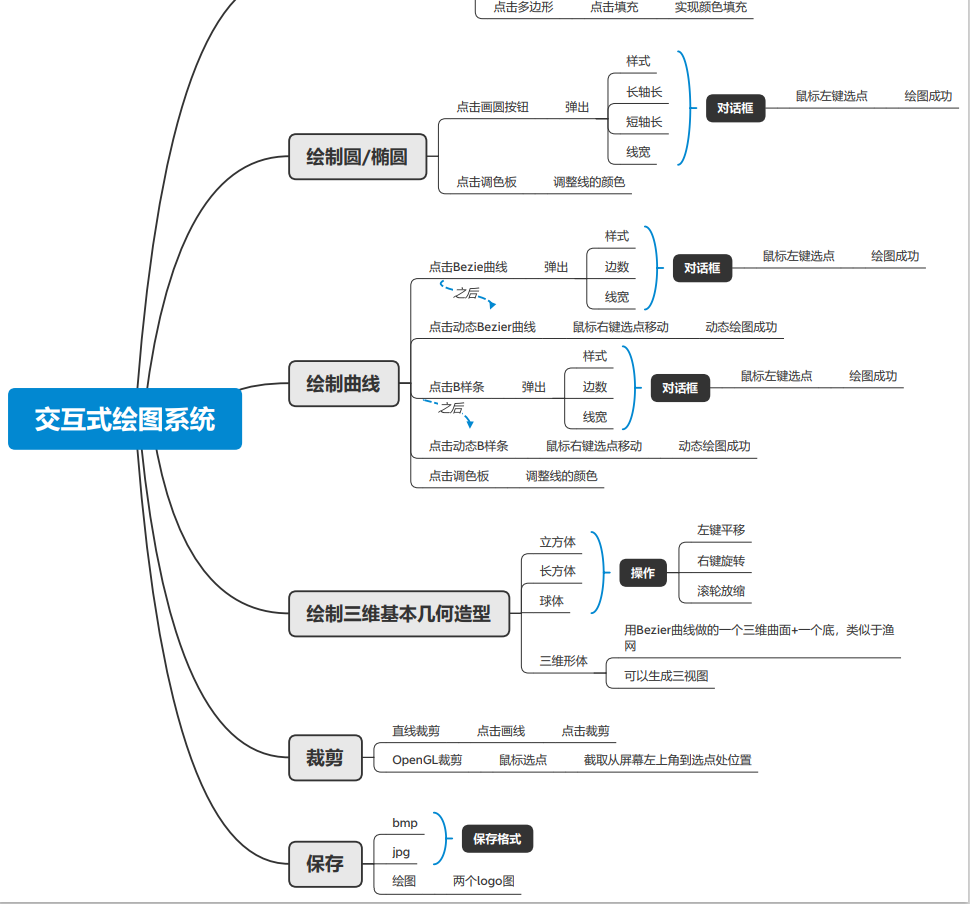 点击多边形 点击填充 实现颜色填充
绘制圆/椭圆
点击画圆按钮 弹出
样式
长轴长
短轴长
线宽
对话框
鼠标左键选点 绘图成功
点击调色板 调整线的颜色
绘制曲线
点击Bezie曲线 弹出
样式
边数
线宽
对话框
鼠标左键选点 绘图成功
之后
点击动态Bezier曲线 鼠标右键选点移动 动态绘图成功
点击B样条 弹出
样式
边数
线宽
对话框
鼠标左键选点 绘图成功
之后
点击动态B样条 鼠标右键选点移动 动态绘图成功
点击调色板 调整线的颜色
交互式绘图系统
绘制三维基本几何造型
立方体
长方体
球体
操作
左键平移
右键旋转
滚轮放缩
三维形体
用Bezier曲线做的一个三维曲面+一个底，类似于渔
网
可以生成三视图
裁剪
直线裁剪 点击画线 点击裁剪
OpenGL裁剪 鼠标选点 截取从屏幕左上角到选点处位置
保存
bmp
jpg
保存格式
绘图 两个logo图